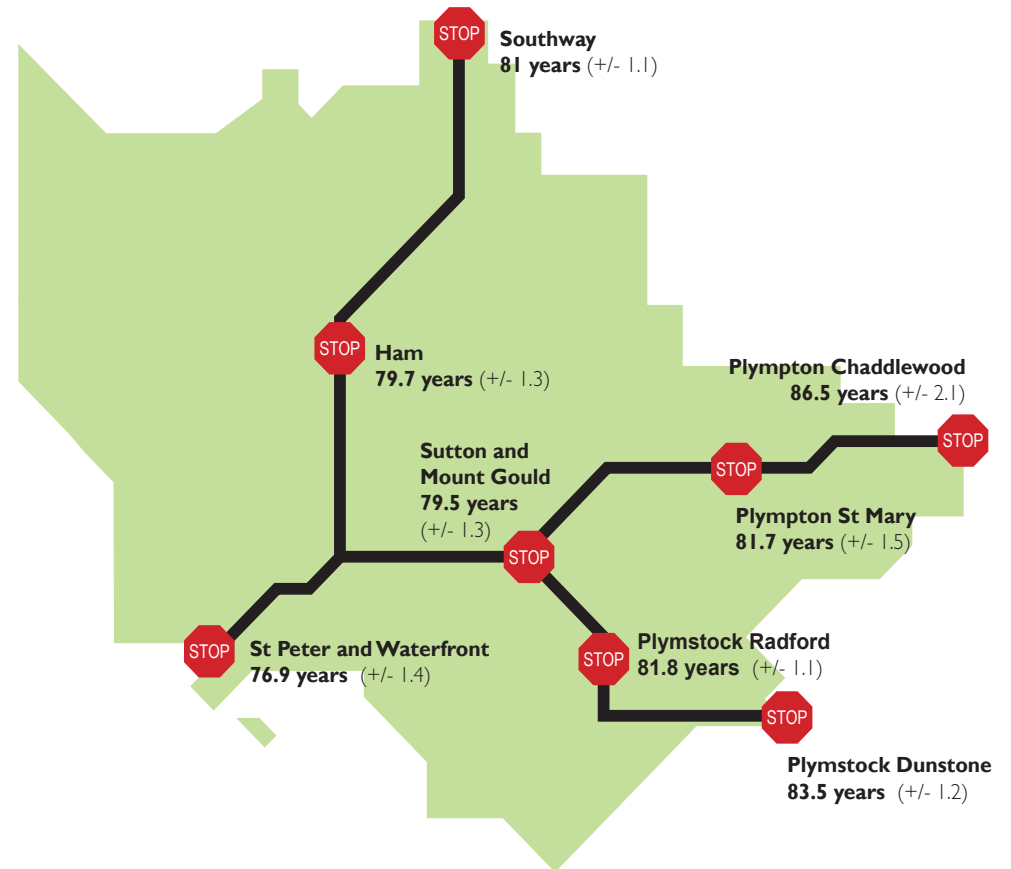 STOP
Southway
81 years (+/- 1.1)
STOP
Ham
79.7 years (+/- 1.3)
Plympton Chaddlewood
86.5 years (+/- 2.1)
STOP
Sutton and
Mount Gould
79.5 years
(+/- 1.3)
STOP
STOP
Plympton St Mary
81.7 years (+/- 1.5)
STOP
St Peter and Waterfront
76.9 years (+/- 1.4)
STOP
Plymstock Radford
81.8 years (+/- 1.1)
STOP
Plymstock Dunstone
83.5 years (+/- 1.2)